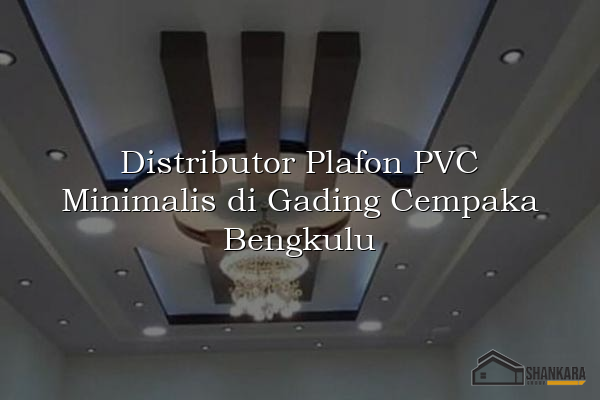 Distributor Plafon PVC
Minimalis di Gading Cempaka
Bengkulu
SHANKARA